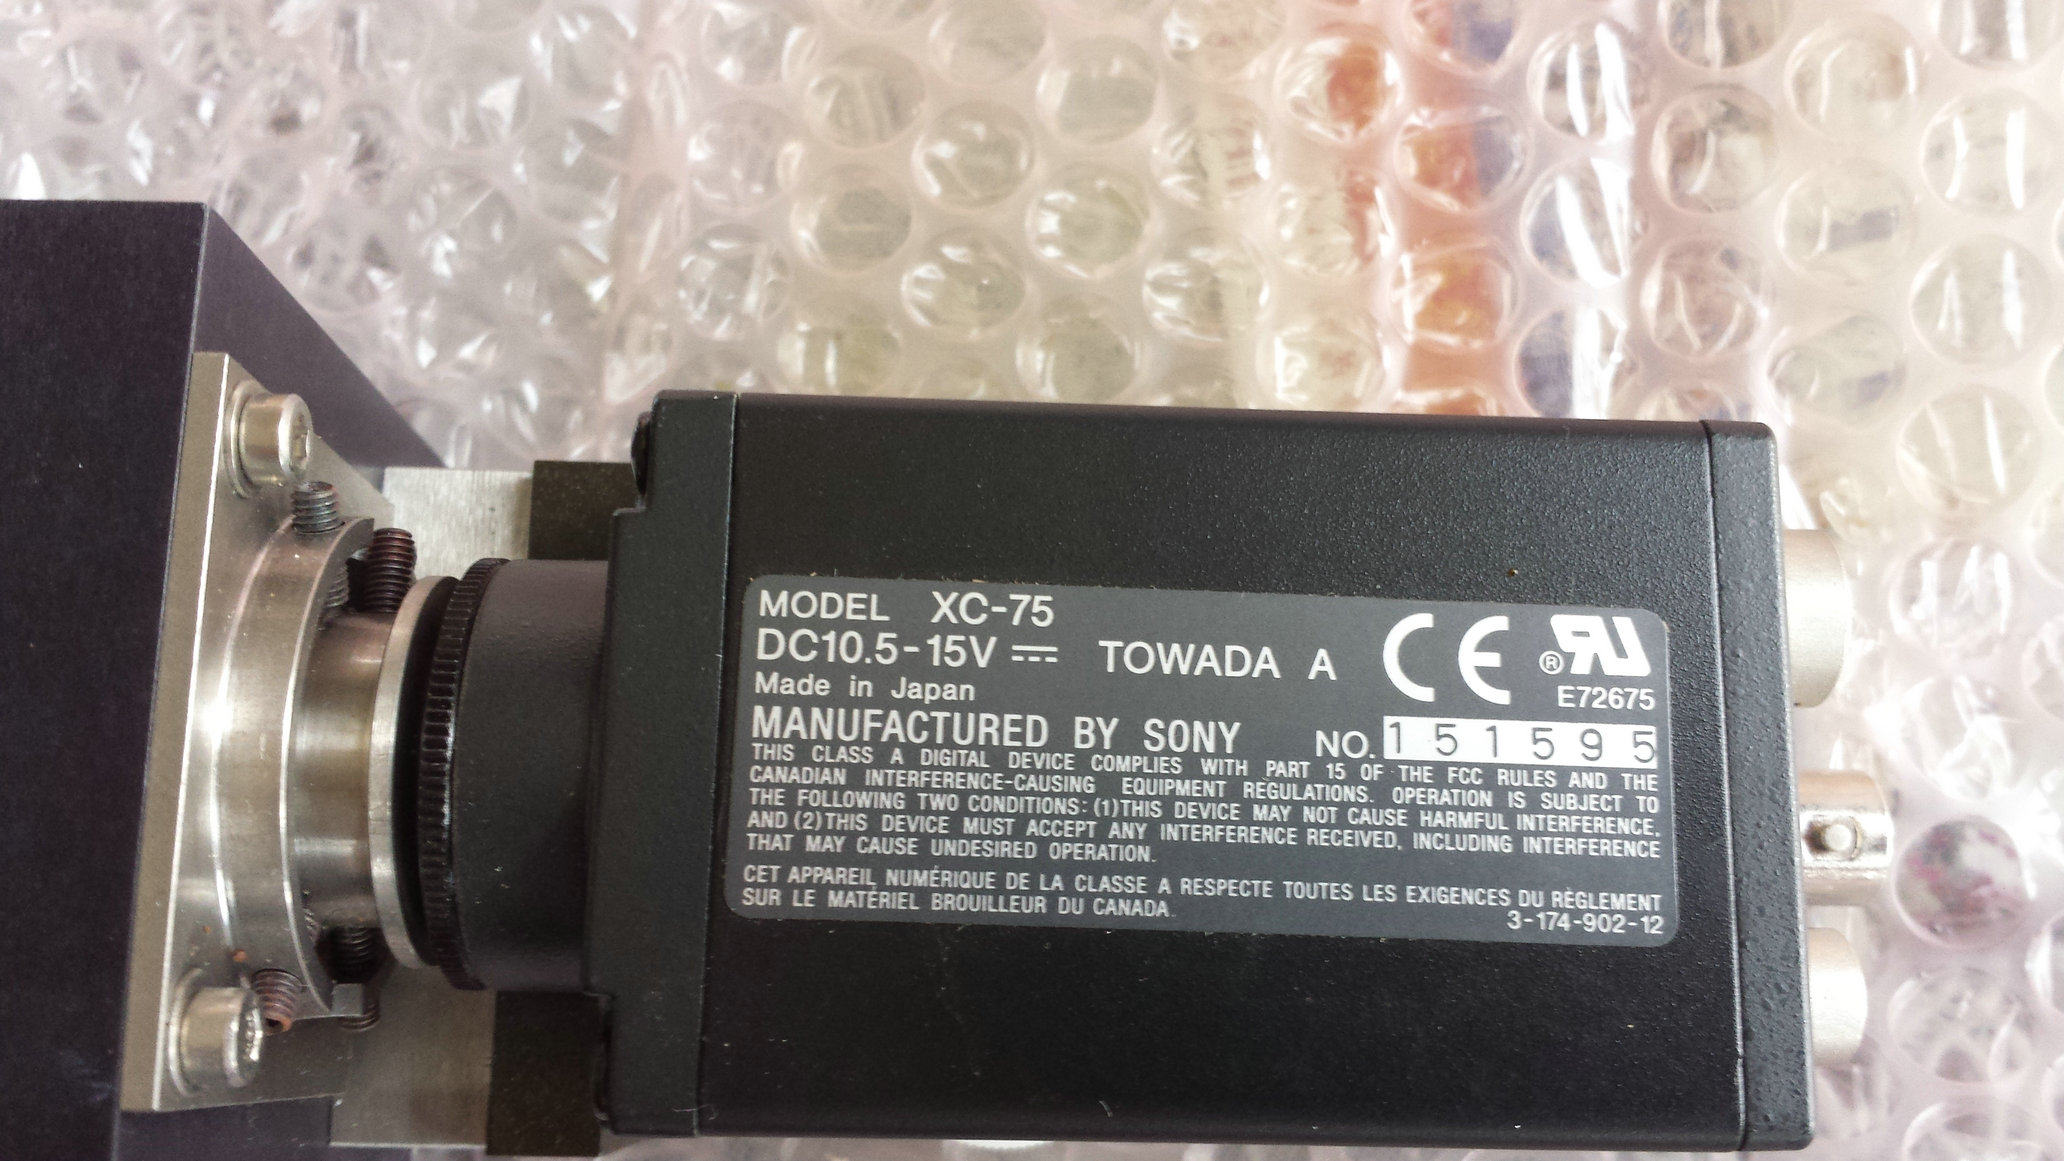 MODEL XC-75
DC10.5-15V TOWADA A CE ® RU
E72675
Made in Japan
MANUFACTURED BY SONY NO. 151595
THIS CLASS A DIGITAL DEVICE COMPLIES WITH PART 15 OF THE FCC RULES AND THE
CANADIAN INTERFERENCE-CAUSING EQUIPMENT REGULATIONS. OPERATION IS SUBJECT TO
THE FOLLOWING TWO CONDITIONS: (1) THIS DEVICE MAY NOT CAUSE HARMFUL INTERFERENCE,
AND (2) THIS DEVICE MUST ACCEPT ANY INTERFERENCE RECEIVED, INCLUDING INTERFERENCE
THAT MAY CAUSE UNDESIRED OPERATION.
CET APPAREIL NUMÉRIQUE DE LA CLASSE A RESPECTE TOUTES LES EXIGENCES DU RÈGLEMENT
SUR LE MATÉRIEL BROUILLEUR DU CANADA.
3-174-902-12